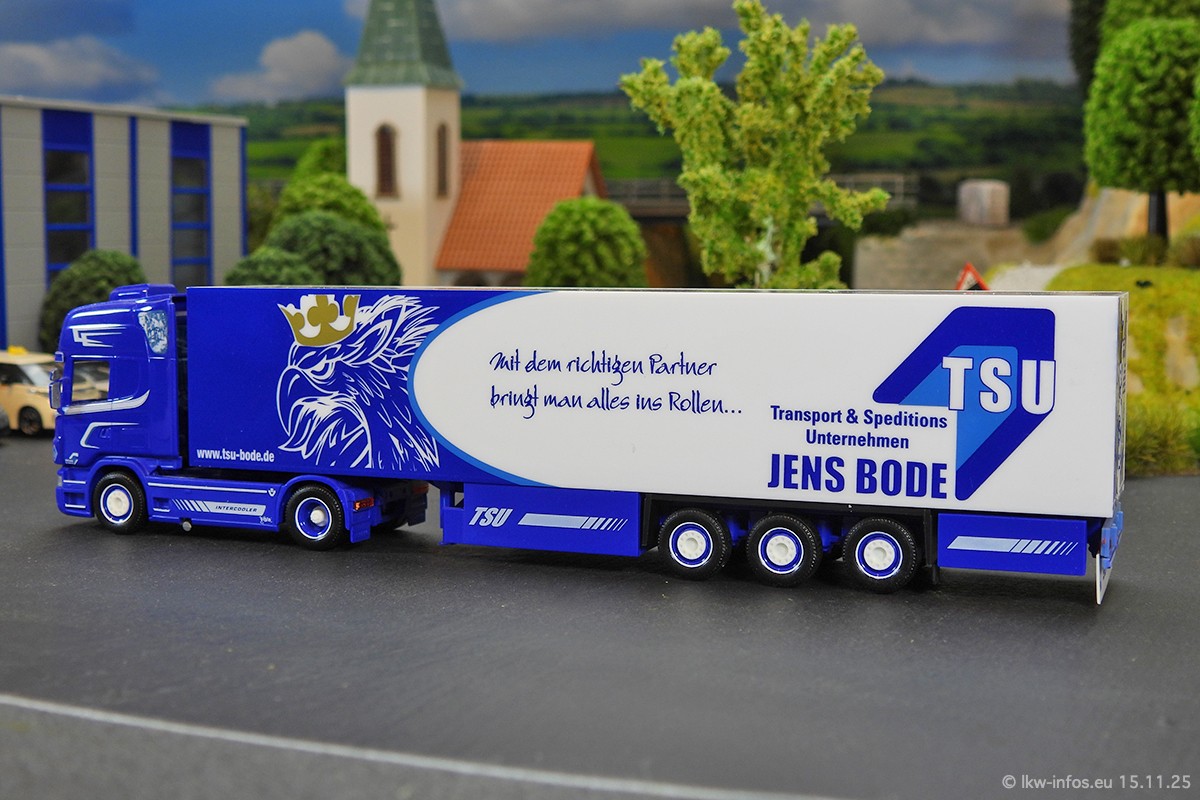 Mit dem richtigen Partner
bringt man alles ins Rollen...
TSU
Transport & Speditions
Unternehmen
JENS BODE
www.tsu-bode.de
INTERCOOLER
TSU
© lkw-infos.eu 15.11.25